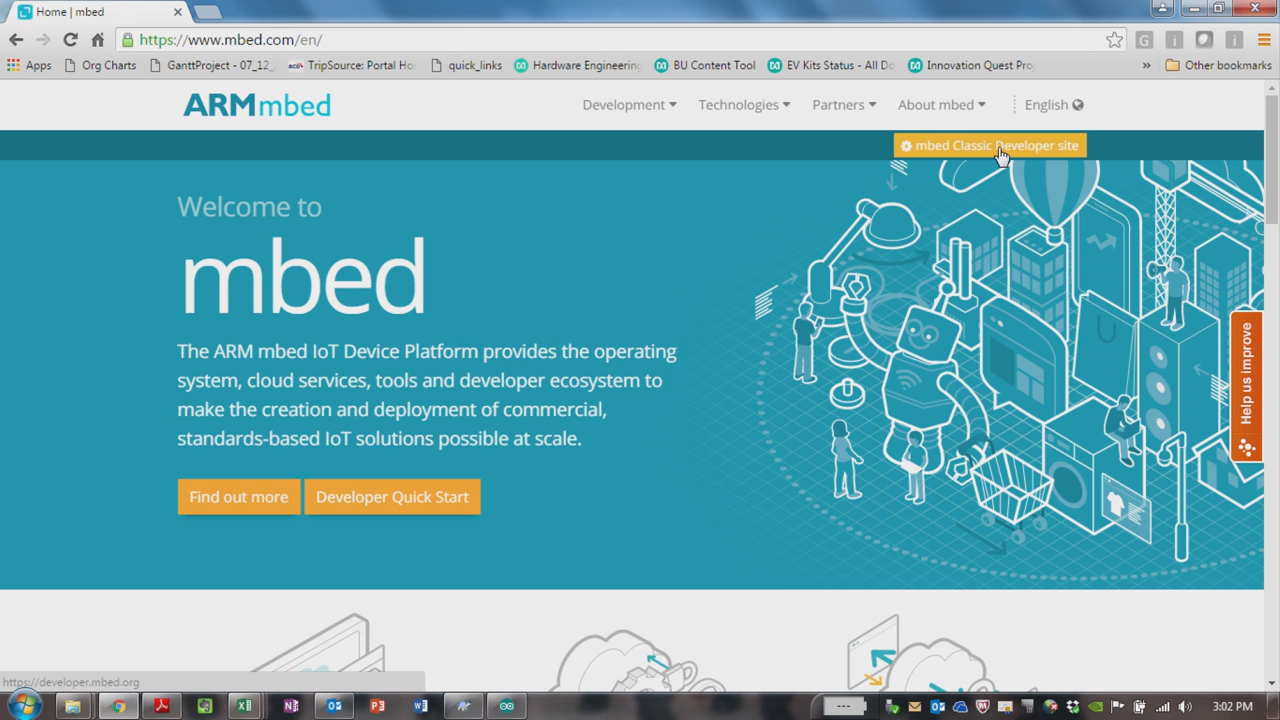 Home | mbed
https://www.mbed.com/en/
Apps
Org Charts
GanttProject - 07_12_
TripSource: Portal Ho
quick_links
Hardware Engineering
BU Content Tool
EV Kits Status - All Do
Innovation Quest Proj
»
Other bookmarks
ARMmbed
Development
Technologies
Partners
About mbed
English
mbed Classic Developer site
Welcome to
mbed
The ARM mbed IoT Device Platform provides the operating
system, cloud services, tools and developer ecosystem to
make the creation and deployment of commercial,
standards-based IoT solutions possible at scale.
Find out more
Developer Quick Start
Help us improve
https://developer.mbed.org
3:02 PM